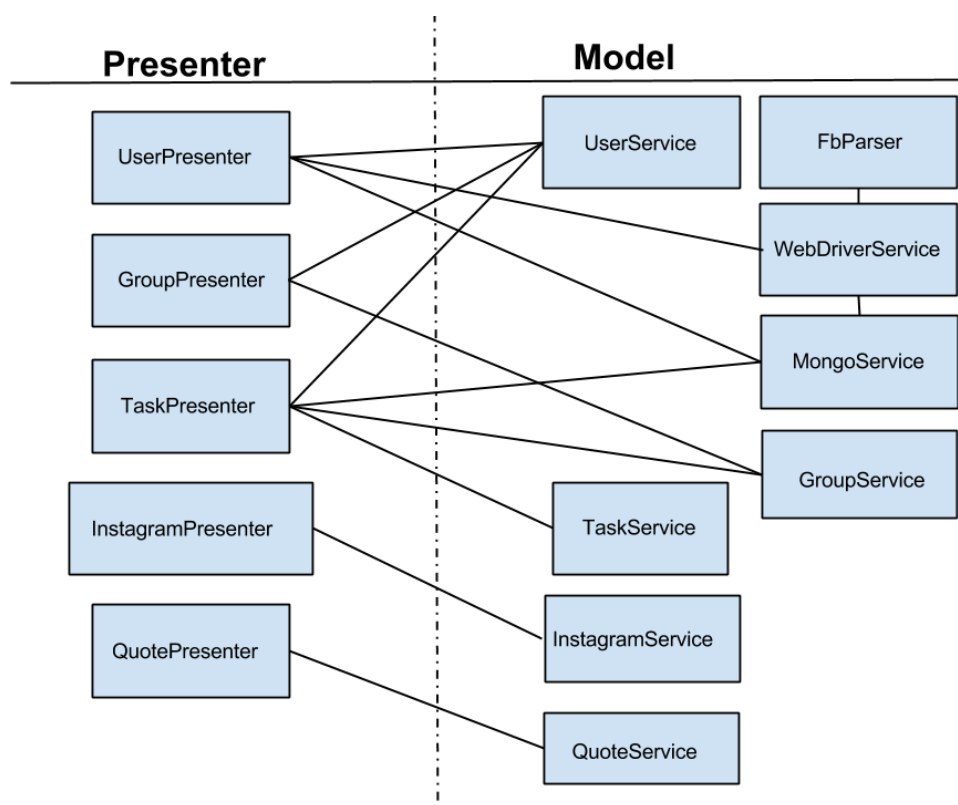 Presenter
Model
UserPresenter
UserService
FbParser
GroupPresenter
WebDriverService
TaskPresenter
MongoService
GroupService
InstagramPresenter
TaskService
QuotePresenter
InstagramService
QuoteService